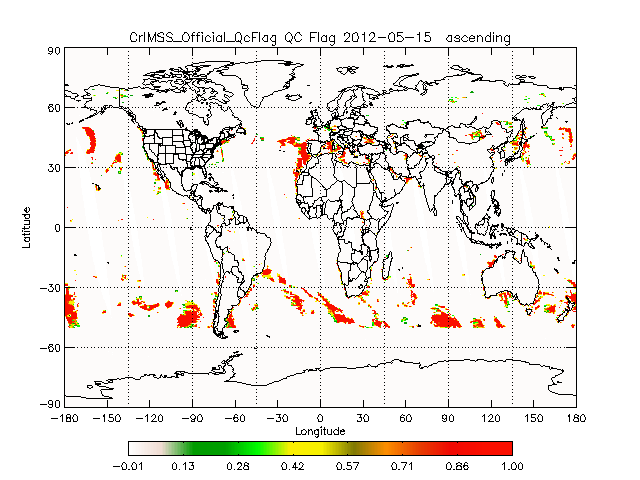 CrIMSS_Official_QcFlag QC Flag 2012-05-15 ascending
90
60
30
0
-30
-60
-90
Latitude
-180 -150 -120 -90 -60 -30 0 30 60 90 120 150 180
Longitude
-0.01 0.13 0.28 0.42 0.57 0.71 0.86 1.00